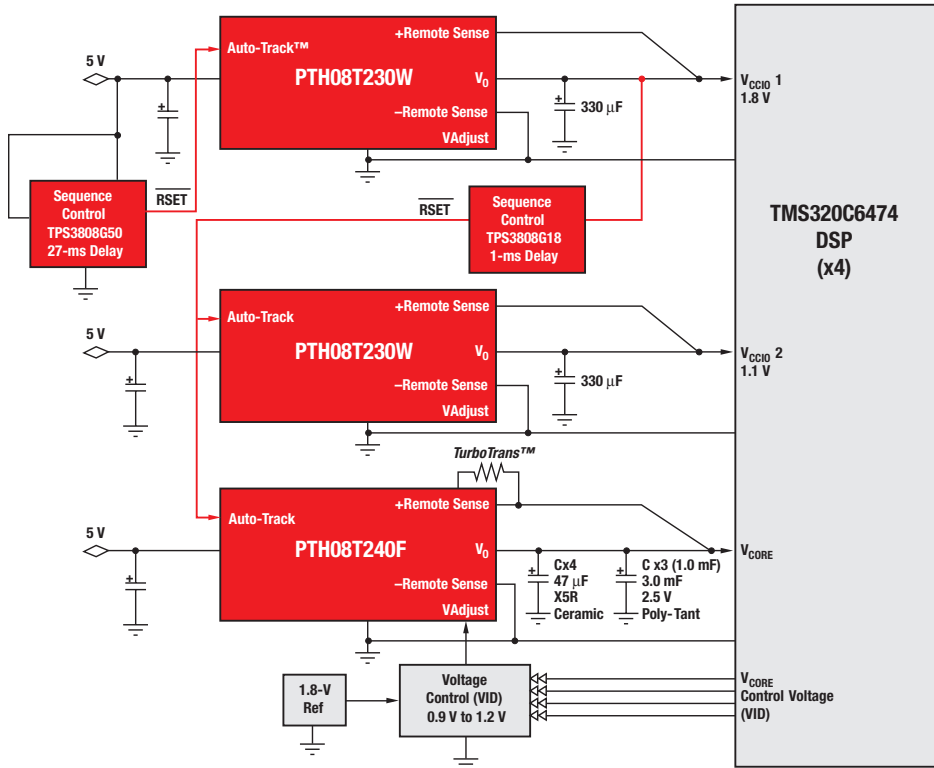 +Remote Sense
Auto-Track™
5 V
PTH08T230W
VO
+
+
330 µF
VCCIO 1
1.8 V
–Remote Sense
VAdjust
Sequence
Control
TPS3808G50
27-ms Delay
RSET
RSET
Sequence
Control
TPS3808G18
1-ms Delay
TMS320C6474
DSP
(x4)
+Remote Sense
Auto-Track
5 V
PTH08T230W
VO
+
+
330 µF
VCCIO 2
1.1 V
–Remote Sense
VAdjust
TurboTrans™
+Remote Sense
Auto-Track
5 V
PTH08T240F
VO
VCORE
+
+
Cx4
47 µF
X5R
Ceramic
+
C x3 (1.0 mF)
3.0 mF
2.5 V
Poly-Tant
–Remote Sense
VAdjust
1.8-V
Ref
Voltage
Control (VID)
0.9 V to 1.2 V
VCORE
Control Voltage
(VID)